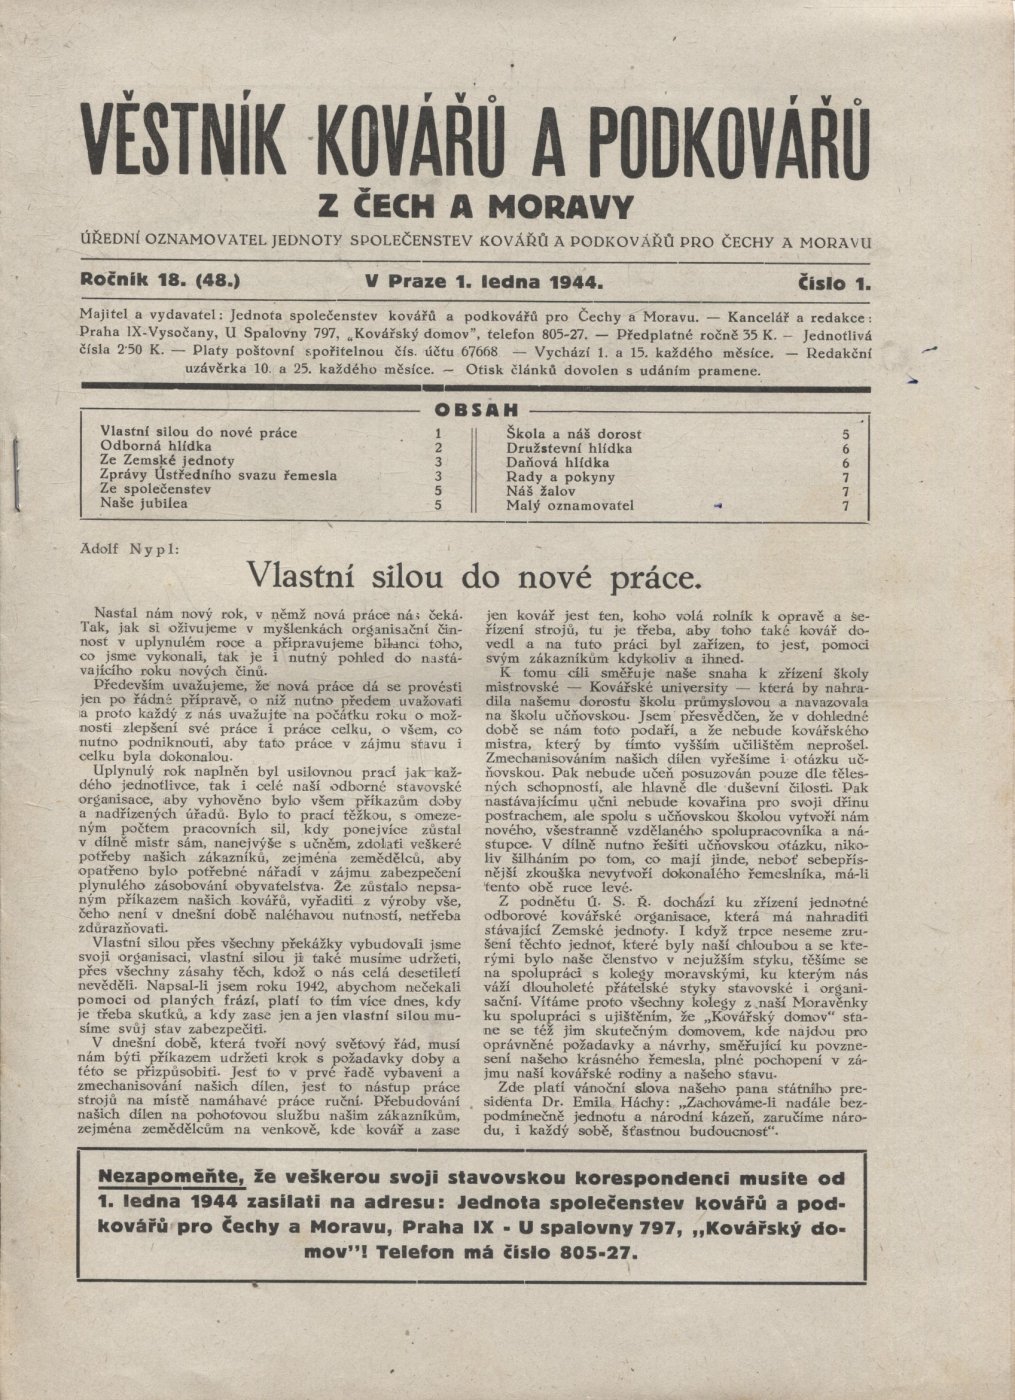 VĚSTNÍK KOVÁŘŮ A PODKOVÁŘŮ
Z ČECH A MORAVY
ÚŘEDNÍ OZNAMOVATEL JEDNOTY SPOLEČENSTEV KOVÁŘŮ A PODKOVÁŘŮ PRO ČECHY A MORAVU
Ročník 18. (48.) V Praze 1. ledna 1944. Číslo 1.
Majitel a vydavatel: Jednota společenstev kovářů a podkovářů pro Čechy a Moravu. — Kancelář a redakce:
Praha IX-Vysočany, U Spalovny 797, „Kovářský domov", telefon 805-27. — Předplatné ročně 35 K. — Jednotlivá
čísla 2·50 K. — Platy poštovní spořitelnou čís. účtu 67668 — Vychází 1. a 15. každého měsíce. — Redakční
uzávěrka 10. a 25. každého měsíce. — Otisk článků dovolen s udáním pramene.
OBSAH
Vlastní silou do nové práce 1
Odborná hlídka 2
Ze Zemské jednoty 3
Zprávy Ústředního svazu řemesla 3
Ze společenstev 5
Naše jubilea 5
Škola a náš dorost 5
Družstevní hlídka 6
Daňová hlídka 6
Rady a pokyny 7
Náš žalov 7
Malý oznamovatel 7
Adolf Nypl:
Vlastní silou do nové práce.
Nastal nám nový rok, v němž nová práce nás čeká.
Tak, jak si oživujeme v myšlenkách organisační čin-
nost v uplynulém roce a připravujeme bilanci toho,
co jsme vykonali, tak je i nutný pohled do nastá-
vajícího roku nových činů.
Především uvažujeme, že nová práce dá se provésti
jen po řádné přípravě, o níž nutno předem uvažovati
a proto každý z nás uvažujte na počátku roku o mož-
nosti zlepšení své práce i práce celku, o všem, co
nutno podniknouti, aby tato práce v zájmu stavu i
celku byla dokonalou.
Uplynulý rok naplněn byl usilovnou prací jak kaž-
dého jednotlivce, tak i celé naší odborné stavovské
organisace, aby vyhověno bylo všem příkazům doby
a nadřízených úřadů. Bylo to prací těžkou, s omeze-
ným počtem pracovních sil, kdy ponejvíce zůstal
v dílně mistr sám, nanejvýše s učněm, zdolati veškeré
potřeby našich zákazníků, zejména zemědělců, aby
opatřeno bylo potřebné nářadí v zájmu zabezpečení
plynulého zásobování obyvatelstva. Že zůstalo nepsa-
ným příkazem našich kovářů, vyřaditi z výroby vše,
čeho není v dnešní době naléhavou nutností, netřeba
zdůrazňovati.
Vlastní silou přes všechny překážky vybudovali jsme
svoji organisaci, vlastní silou ji také musíme udržeti,
přes všechny zásahy těch, kdož o nás celá desetiletí
nevěděli. Napsal-li jsem roku 1942, abychom nečekali
pomoci od planých frází, platí to tím více dnes, kdy
je třeba skutků, a kdy zase jen a jen vlastní silou mu-
síme svůj stav zabezpečiti.
V dnešní době, která tvoří nový světový řád, musí
nám býti příkazem udržeti krok s požadavky doby a
této se přizpůsobiti. Jest to v prvé řadě vybavení a
zmechanisování našich dílen, jest to nástup práce
strojů na místě namáhavé práce ruční. Přebudování
našich dílen na pohotovou službu našim zákazníkům,
zejména zemědělcům na venkově, kde kovář a zase
jen kovář jest ten, koho volá rolník k opravě a se-
řízení strojů, tu je třeba, aby toho také kovář do-
vedl a na tuto práci byl zařízen, to jest, pomoci
svým zákazníkům kdykoliv a ihned.
K tomu cíli směřuje naše snaha k zřízení školy
mistrovské — Kovářské university — která by nahra-
dila našemu dorostu školu průmyslovou a navazovala
na školu učňovskou. Jsem přesvědčen, že v dohledné
době se nám toto podaří, a že nebude kovářského
mistra, který by tímto vyšším učilištěm neprošel.
Zmechanisováním našich dílen vyřešíme i otázku uč-
ňovskou. Pak nebude učeň posuzován pouze dle těles-
ných schopností, ale hlavně dle duševní čilosti. Pak
nastávajícímu učni nebude kovařina pro svoji dřinu
postrachem, ale spolu s učňovskou školou vytvoří nám
nového, všestranně vzdělaného spolupracovníka a ná-
stupce. V dílně nutno řešiti učňovskou otázku, niko-
liv šilháním po tom, co mají jinde, neboť sebepřís-
nější zkouška nevytvoří dokonalého řemeslníka, má-li
tento obě ruce levé.
Z podnětu Ú. S. Ř. dochází ku zřízení jednotné
odborové kovářské organisace, která má nahraditi
stávající Zemské jednoty. I když trpce neseme zru-
šení těchto jednot, které byly naší chloubou a se kte-
rými bylo naše členstvo v nejužším styku, těšíme se
na spolupráci s kolegy moravskými, ku kterým nás
váží dlouholeté přátelské styky stavovské i organi-
sační. Vítáme proto všechny kolegy z naší Moravěnky
ku spolupráci s ujištěním, že „Kovářský domov" sta-
ne se též jim skutečným domovem, kde najdou pro
oprávněné požadavky a návrhy, směřující ku povzne-
sení našeho krásného řemesla, plné pochopení v zá-
jmu naší kovářské rodiny a našeho stavu.
Zde platí vánoční slova našeho pana státního pre-
sidenta Dr. Emila Háchy: „Zachováme-li nadále bez-
podmínečně jednotu a národní kázeň, zaručíme náro-
du, i každý sobě, šťastnou budoucnost".
Nezapomeňte, že veškerou svoji stavovskou korespondenci musíte od
1. ledna 1944 zasílati na adresu: Jednota společenstev kovářů a pod-
kovářů pro Čechy a Moravu, Praha IX - U spalovny 797, „Kovářský do-
mov"! Telefon má číslo 805-27.